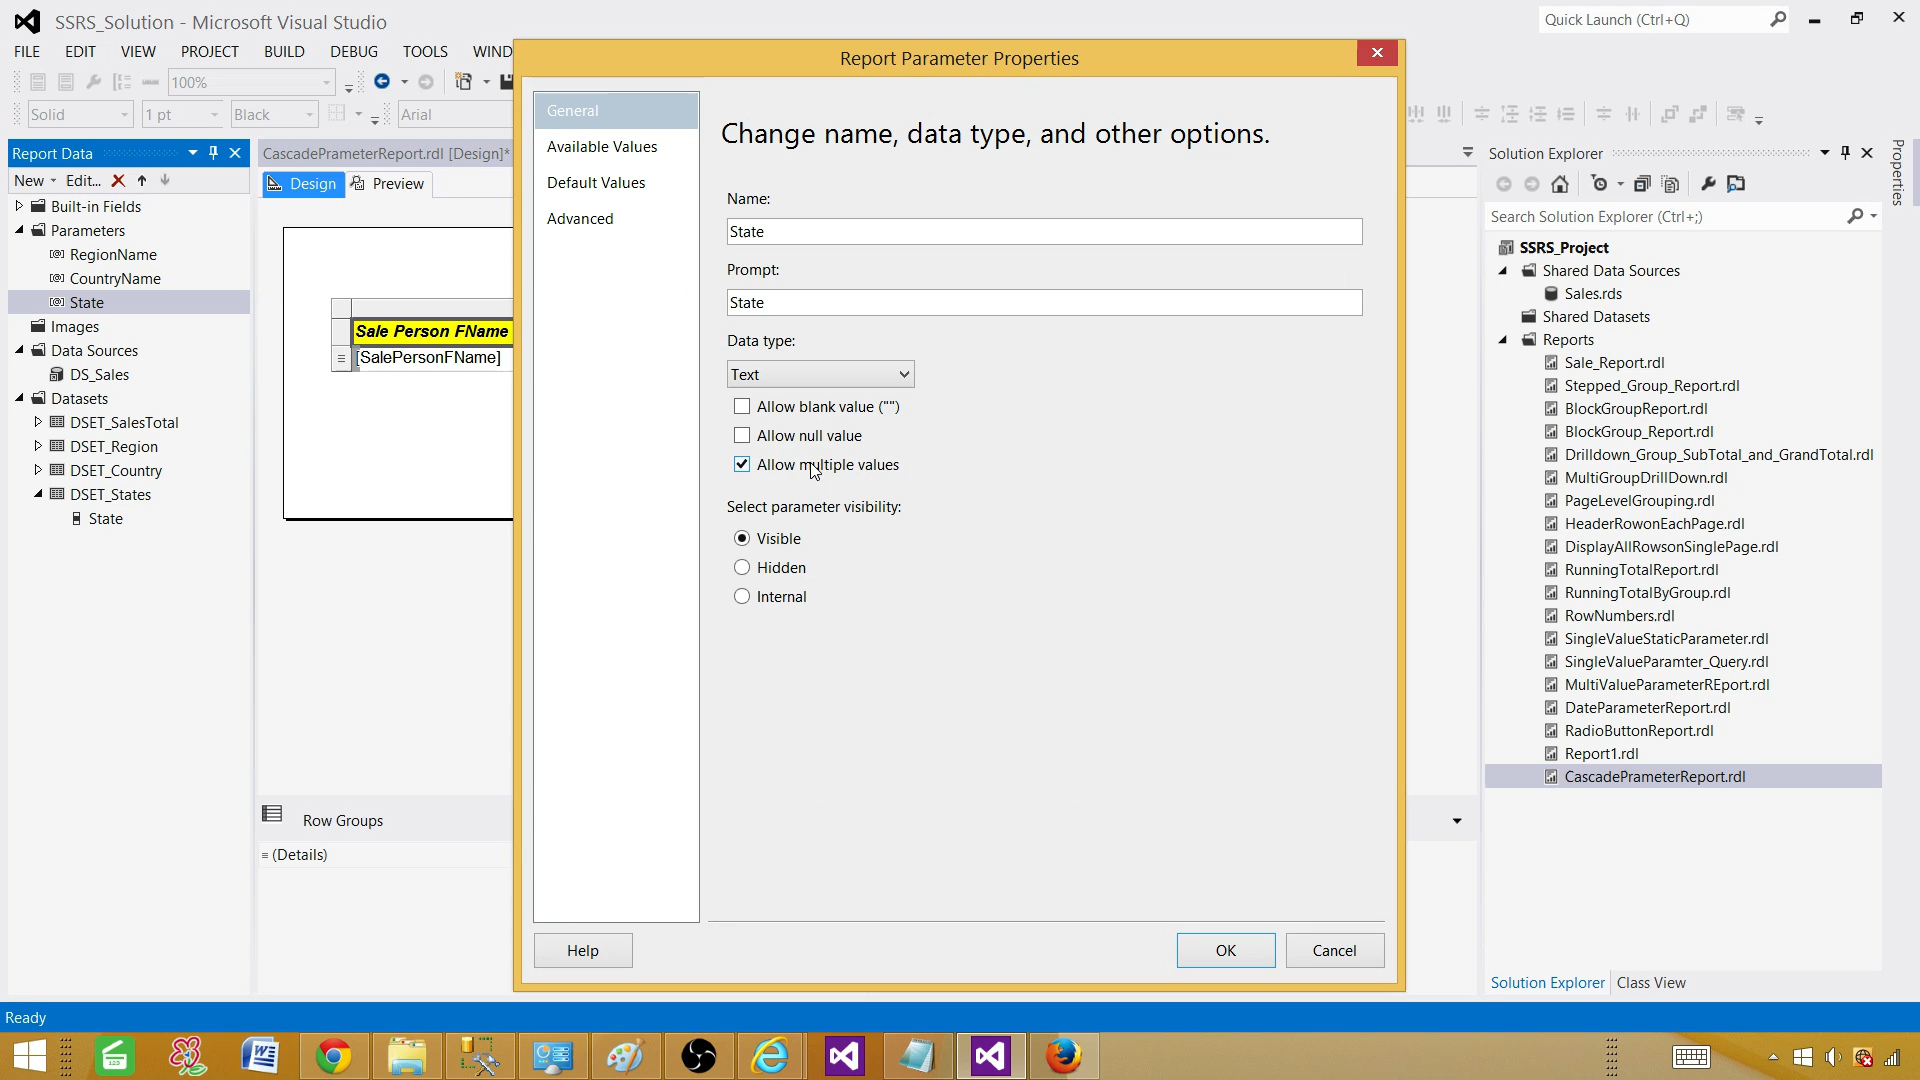 SSRS_Solution - Microsoft Visual Studio
Quick Launch (Ctrl+Q)
FILE EDIT VIEW PROJECT BUILD DEBUG TOOLS WIND
100%
Solid 1 pt Black Arial
Report Data
New Edit...
Built-in Fields
Parameters
RegionName
CountryName
State
Images
Data Sources
DS_Sales
Datasets
DSET_SalesTotal
DSET_Region
DSET_Country
DSET_States
State
CascadePrameterReport.rdl [Design]*
Design Preview
Sale Person FName
[SalePersonFName]
Row Groups
(Details)
Report Parameter Properties
General
Available Values
Default Values
Advanced
Change name, data type, and other options.
Name:
State
Prompt:
State
Data type:
Text
Allow blank value ("")
Allow null value
Allow multiple values
Select parameter visibility:
Visible
Hidden
Internal
Help OK Cancel
Solution Explorer
Search Solution Explorer (Ctrl+;)
SSRS_Project
Shared Data Sources
Sales.rds
Shared Datasets
Reports
Sale_Report.rdl
Stepped_Group_Report.rdl
BlockGroupReport.rdl
BlockGroup_Report.rdl
Drilldown_Group_SubTotal_and_GrandTotal.rdl
MultiGroupDrillDown.rdl
PageLevelGrouping.rdl
HeaderRowonEachPage.rdl
DisplayAllRowsonSinglePage.rdl
RunningTotalReport.rdl
RunningTotalByGroup.rdl
RowNumbers.rdl
SingleValueStaticParameter.rdl
SingleValueParamter_Query.rdl
MultiValueParameterREport.rdl
DateParameterReport.rdl
RadioButtonReport.rdl
Report1.rdl
CascadePrameterReport.rdl
Solution Explorer Class View
Properties
Ready